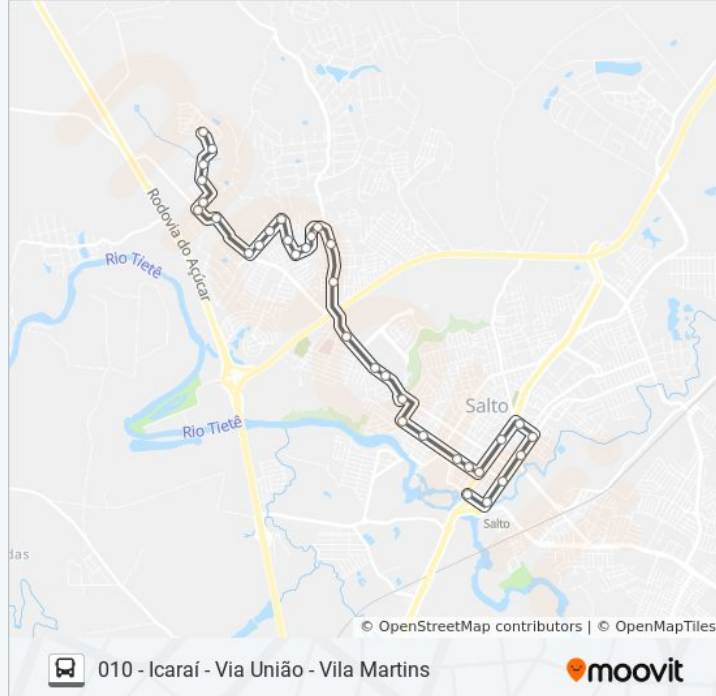 Rodovia do Açúcar
Rio Tietê
Rio Tietê
Salto
Salto
das
© OpenStreetMap contributors | © OpenMapTiles
010 - Icaraí - Via União - Vila Martins
moovit